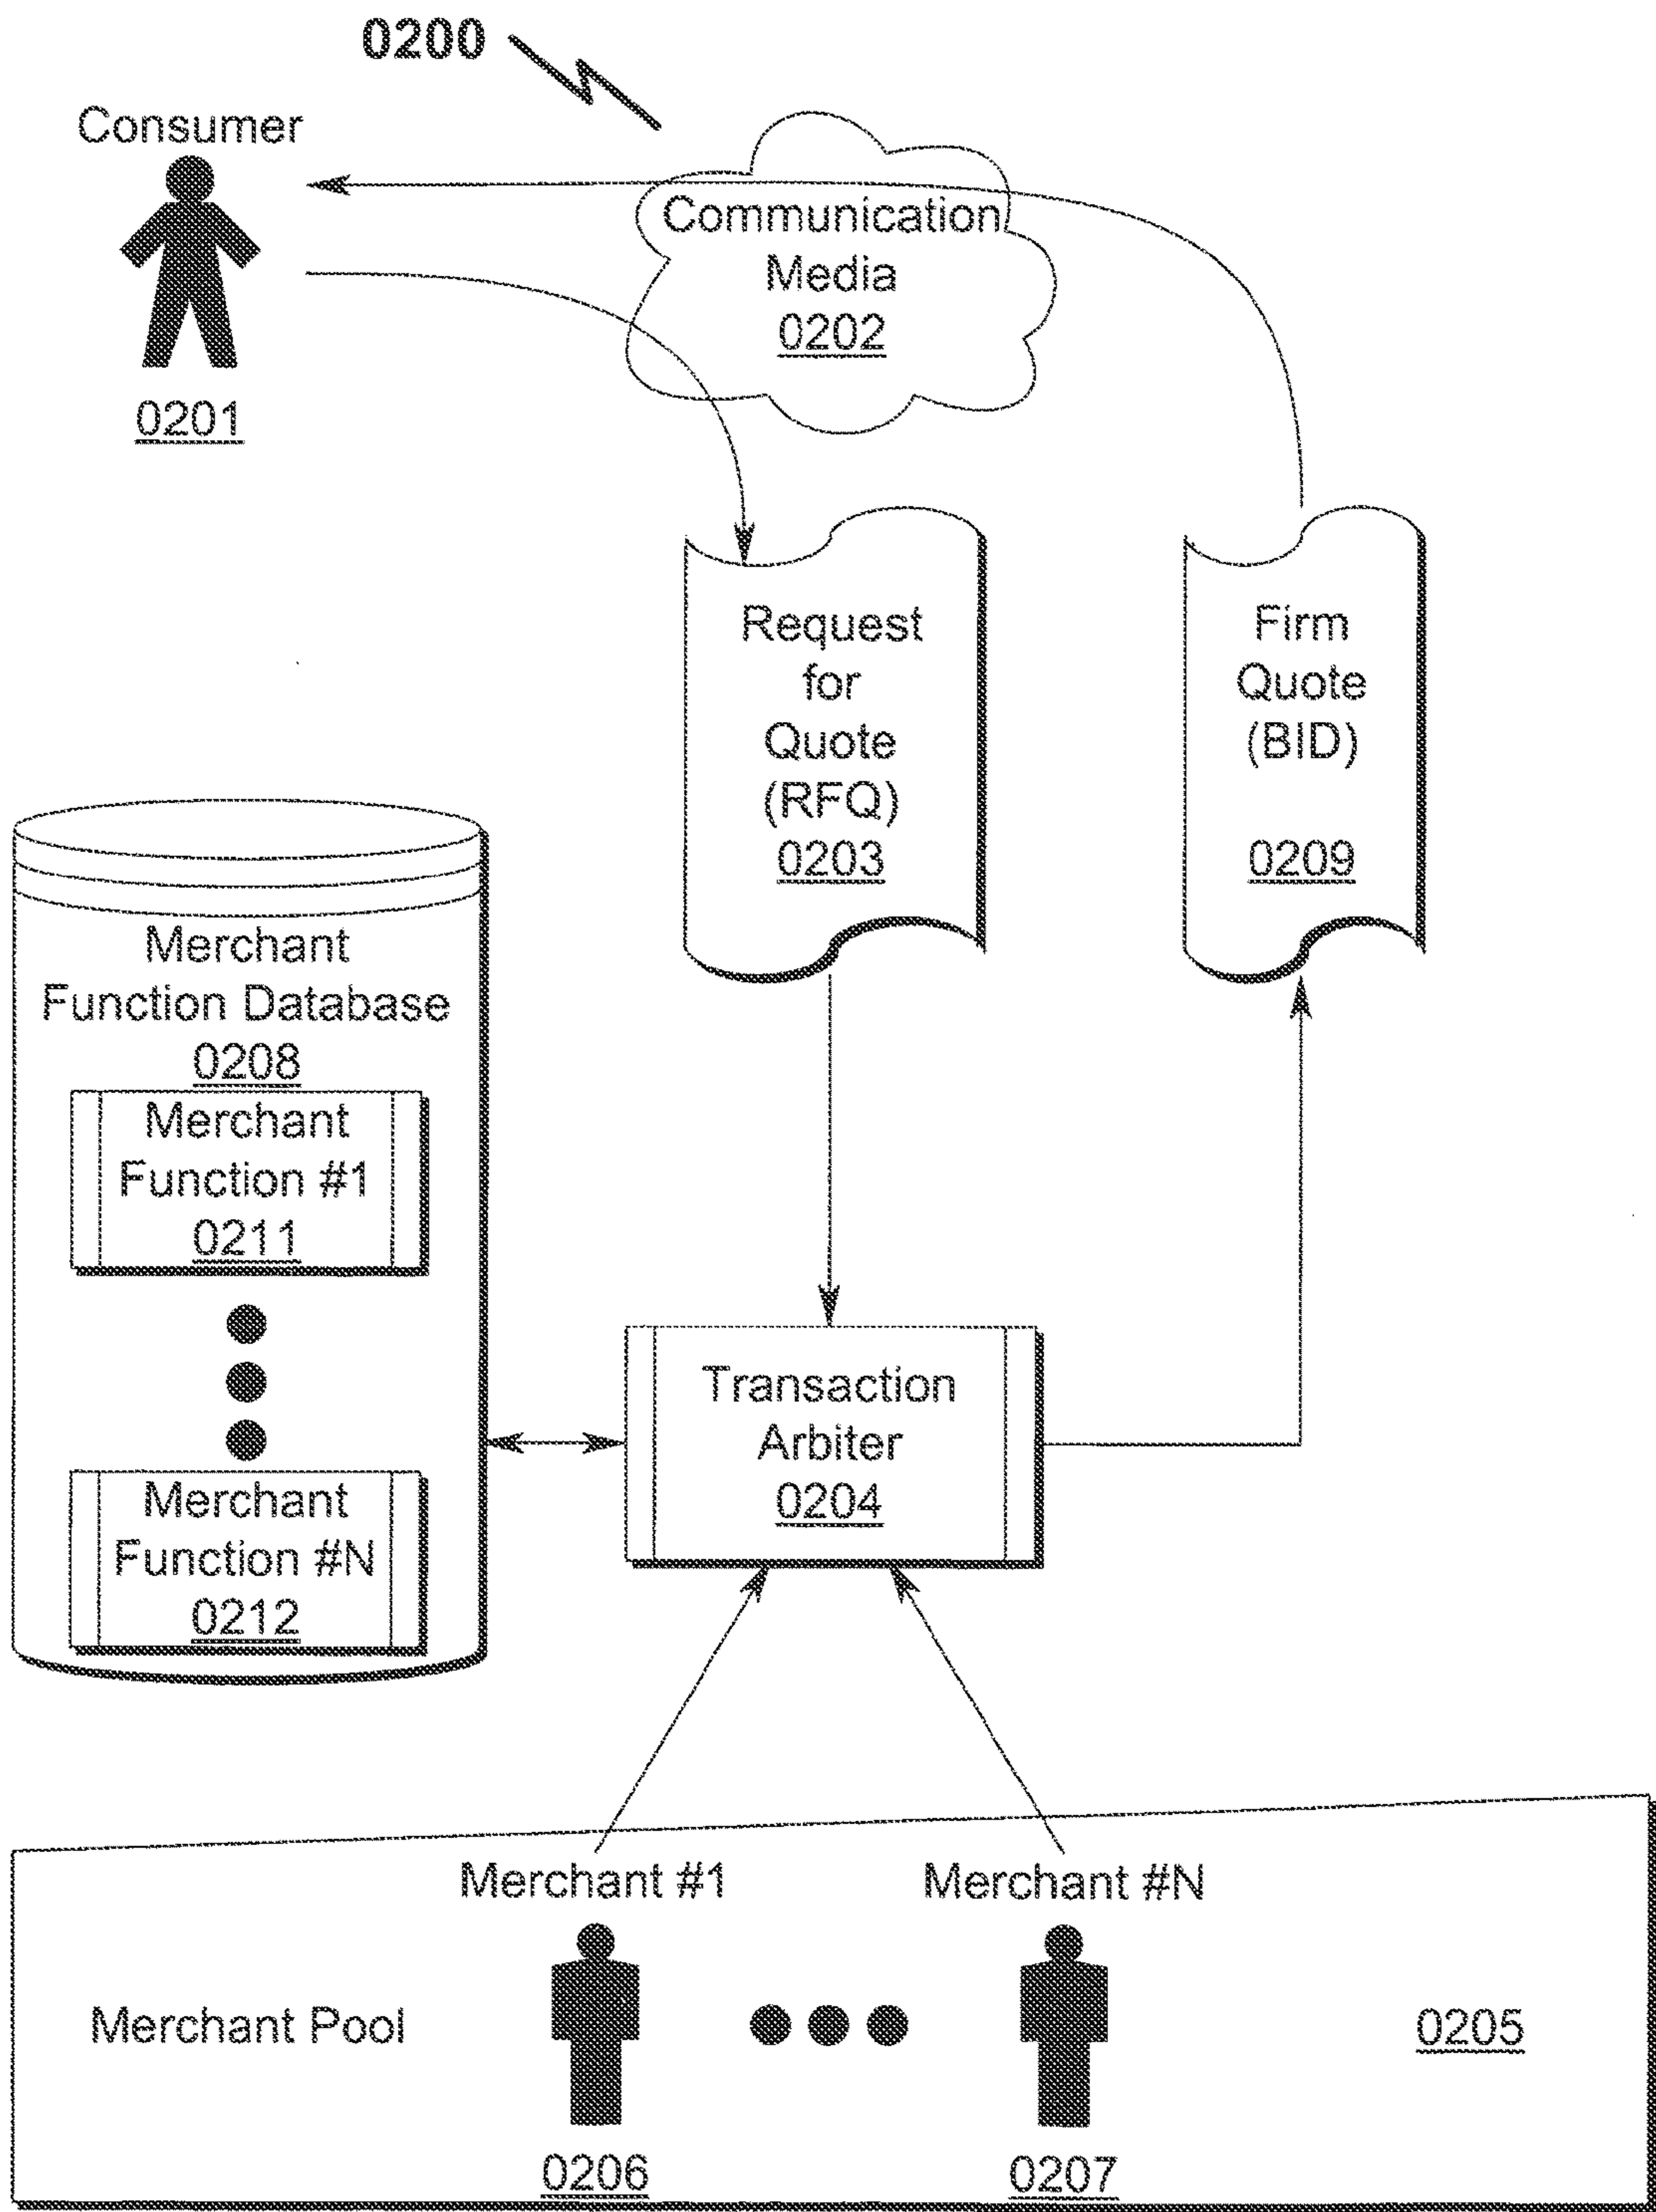 0200
Consumer
0201
Communication
Media
0202
Request
for
Quote
(RFQ)
0203
Firm
Quote
(BID)
0209
Merchant
Function Database
0208
Merchant
Function #1
0211
Merchant
Function #N
0212
Transaction
Arbiter
0204
Merchant #1
Merchant #N
Merchant Pool
0205
0206
0207